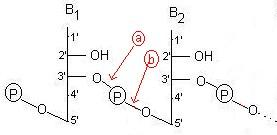 B1 B2
1' a 1'
2' OH b 2' OH
3' O 3' O
P 4' P 4' P
O 5' O 5' O